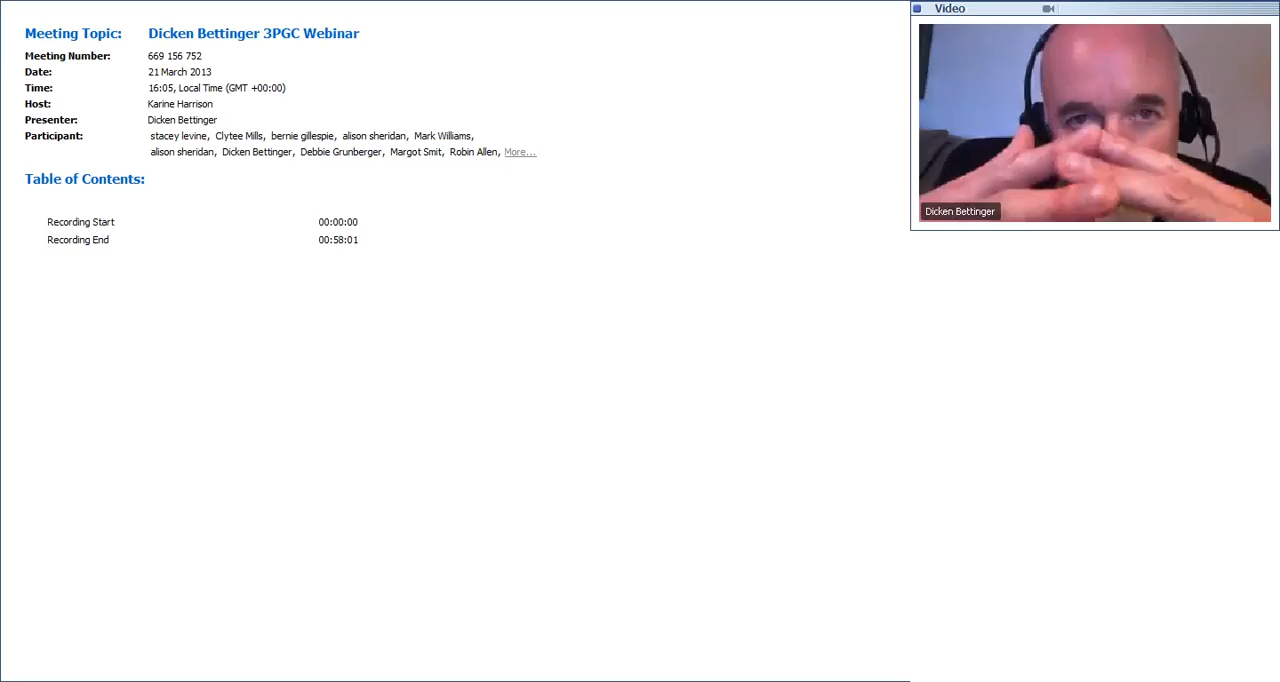 Meeting Topic: Dicken Bettinger 3PGC Webinar
Meeting Number: 669 156 752
Date: 21 March 2013
Time: 16:05, Local Time (GMT +00:00)
Host: Karine Harrison
Presenter: Dicken Bettinger
Participant: stacey levine, Clytee Mills, bernie gillespie, alison sheridan, Mark Williams,
alison sheridan, Dicken Bettinger, Debbie Grunberger, Margot Smit, Robin Allen, More...
Table of Contents:
Recording Start 00:00:00
Recording End 00:58:01
Video
Dicken Bettinger